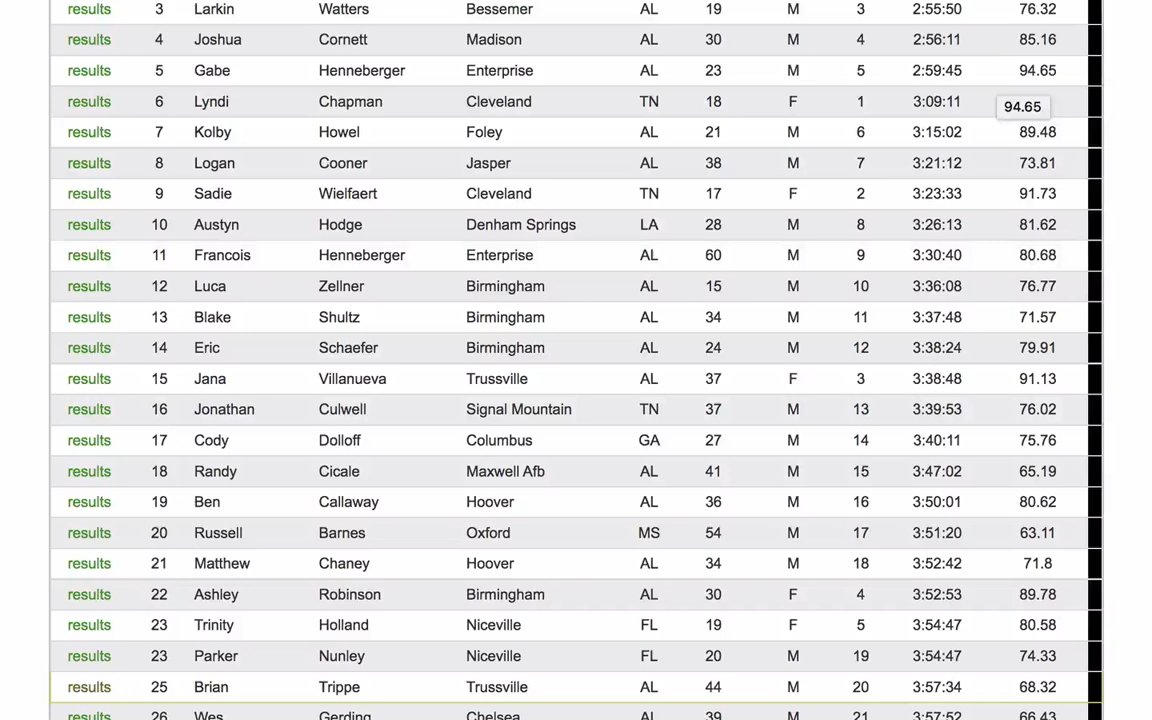 results 3 Larkin Watters Bessemer AL 19 M 3 2:55:50 76.32
results 4 Joshua Cornett Madison AL 30 M 4 2:56:11 85.16
results 5 Gabe Henneberger Enterprise AL 23 M 5 2:59:45 94.65
results 6 Lyndi Chapman Cleveland TN 18 F 1 3:09:11 94.65
results 7 Kolby Howel Foley AL 21 M 6 3:15:02 89.48
results 8 Logan Cooner Jasper AL 38 M 7 3:21:12 73.81
results 9 Sadie Wielfaert Cleveland TN 17 F 2 3:23:33 91.73
results 10 Austyn Hodge Denham Springs LA 28 M 8 3:26:13 81.62
results 11 Francois Henneberger Enterprise AL 60 M 9 3:30:40 80.68
results 12 Luca Zellner Birmingham AL 15 M 10 3:36:08 76.77
results 13 Blake Shultz Birmingham AL 34 M 11 3:37:48 71.57
results 14 Eric Schaefer Birmingham AL 24 M 12 3:38:24 79.91
results 15 Jana Villanueva Trussville AL 37 F 3 3:38:48 91.13
results 16 Jonathan Culwell Signal Mountain TN 37 M 13 3:39:53 76.02
results 17 Cody Dolloff Columbus GA 27 M 14 3:40:11 75.76
results 18 Randy Cicale Maxwell Afb AL 41 M 15 3:47:02 65.19
results 19 Ben Callaway Hoover AL 36 M 16 3:50:01 80.62
results 20 Russell Barnes Oxford MS 54 M 17 3:51:20 63.11
results 21 Matthew Chaney Hoover AL 34 M 18 3:52:42 71.8
results 22 Ashley Robinson Birmingham AL 30 F 4 3:52:53 89.78
results 23 Trinity Holland Niceville FL 19 F 5 3:54:47 80.58
results 23 Parker Nunley Niceville FL 20 M 19 3:54:47 74.33
results 25 Brian Trippe Trussville AL 44 M 20 3:57:34 68.32
results 26 Wes Gerding Chelsea AL 39 M 21 3:57:52 66.43